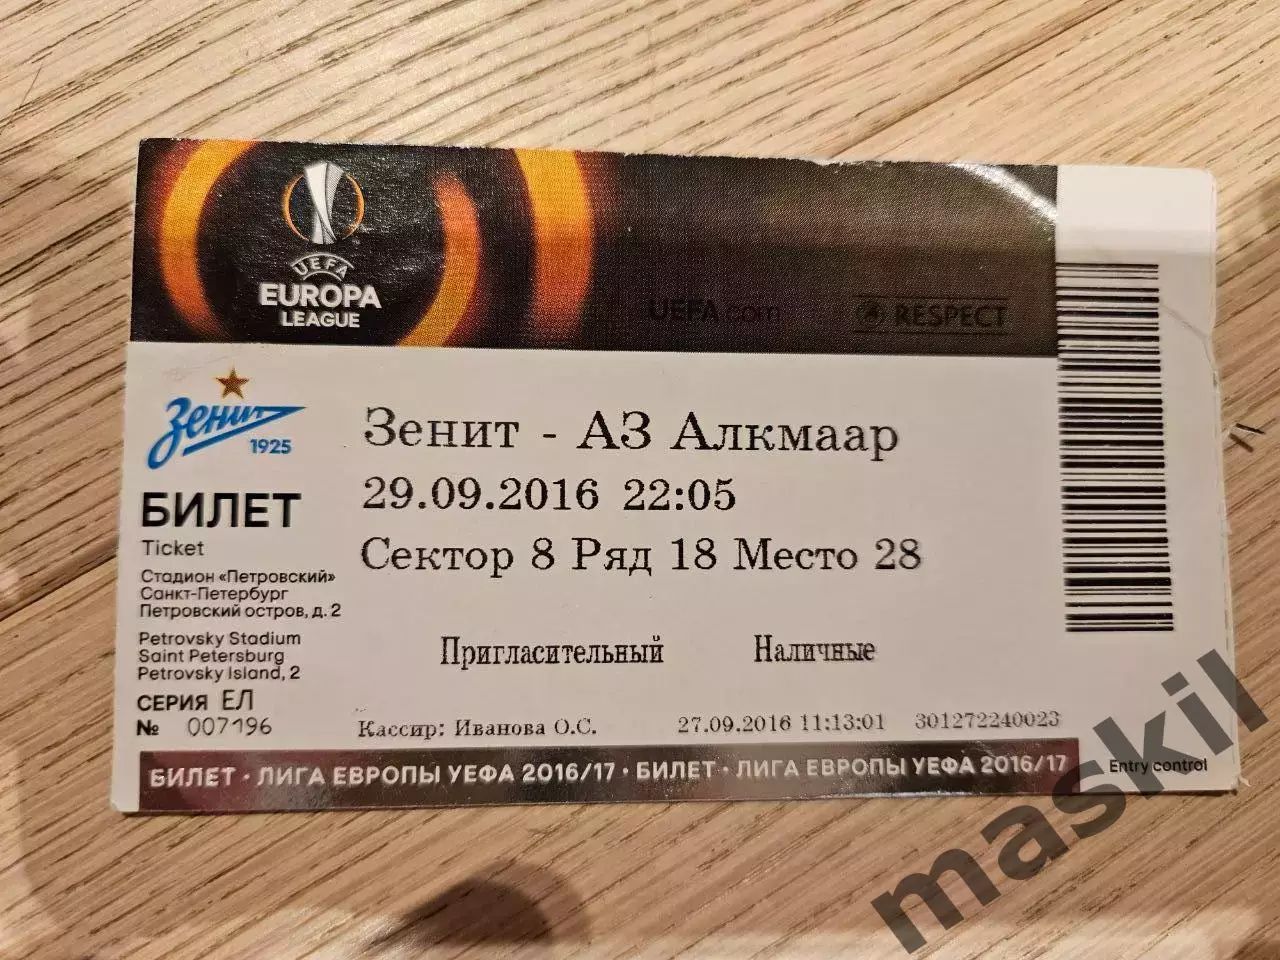 UEFA
EUROPA
LEAGUE
UEFA.com
RESPECT
Зенит
1925
БИЛЕТ
Ticket
Стадион «Петровский»
Санкт-Петербург
Петровский остров, д. 2
Petrovsky Stadium
Saint Petersburg
Petrovsky Island, 2
СЕРИЯ ЕЛ
№ 007196
Зенит - АЗ Алкмаар
29.09.2016 22:05
Сектор 8 Ряд 18 Место 28
Пригласительный Наличные
Кассир: Иванова О.С. 27.09.2016 11:13:01 301272240023
БИЛЕТ · ЛИГА ЕВРОПЫ УЕФА 2016/17 · БИЛЕТ · ЛИГА ЕВРОПЫ УЕФА 2016/17
Entry control
maskil